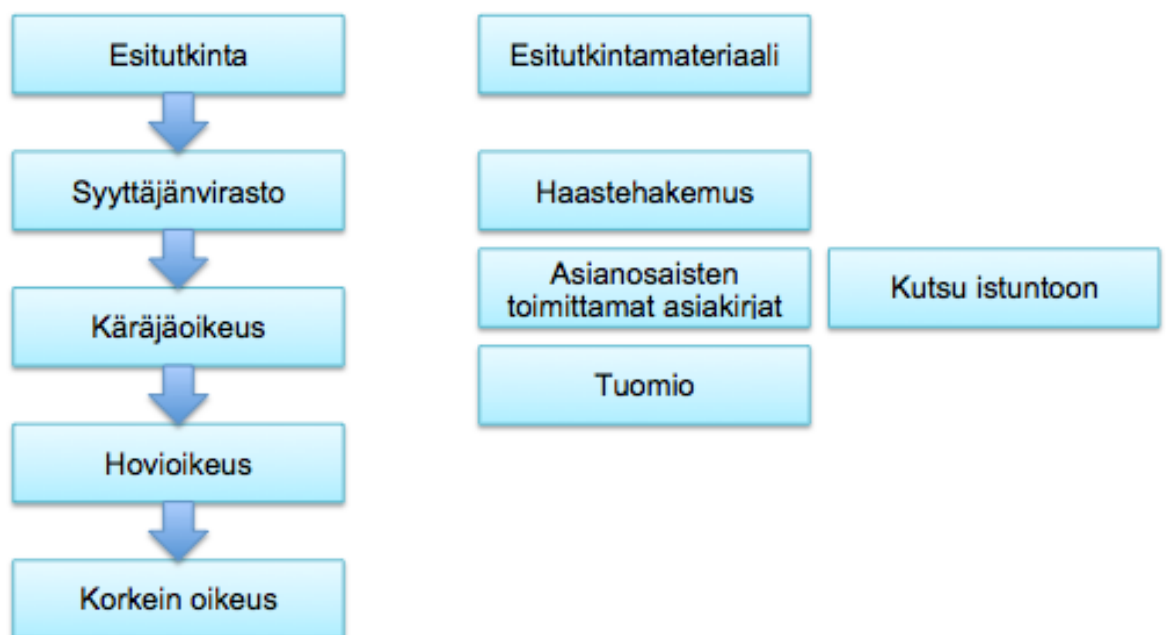 Esitutkinta
Esitutkintamateriaali
Syyttäjänvirasto
Haastehakemus
Asianosaisten
toimittamat asiakirjat
Kutsu istuntoon
Käräjäoikeus
Tuomio
Hovioikeus
Korkein oikeus